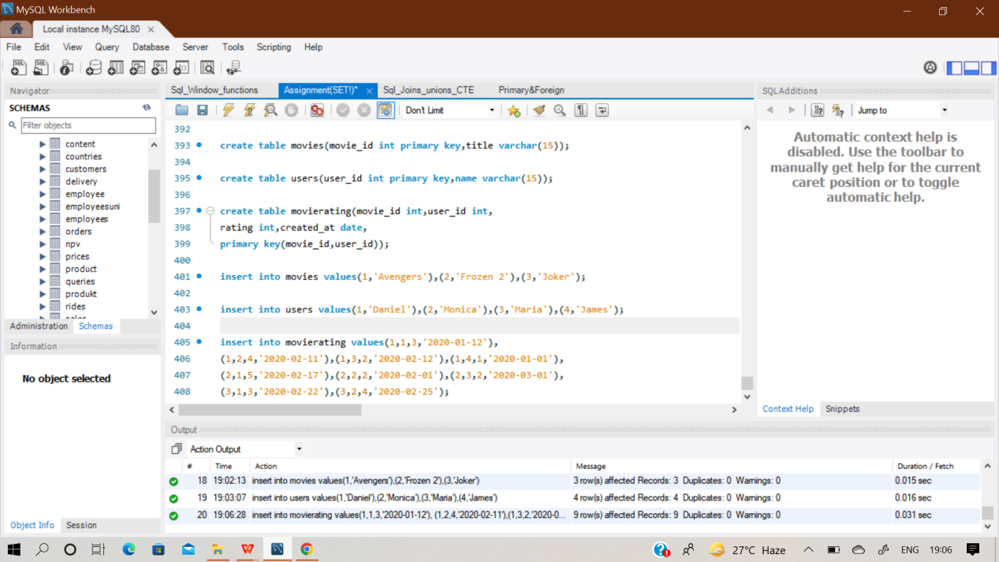 MySQL Workbench
Local instance MySQL80
File Edit View Query Database Server Tools Scripting Help
Navigator
SCHEMAS
Filter objects
content
countries
customers
delivery
employee
employeesuni
employees
orders
npv
prices
product
queries
produkt
rides
Administration Schemas
Information
No object selected
Object Info Session
Sql_Window_functions Assignment(SET!)* Sql_Joins_unions_CTE Primary&Foreign
Don't Limit
392
393 create table movies(movie_id int primary key,title varchar(15));
394
395 create table users(user_id int primary key,name varchar(15));
396
397 create table movierating(movie_id int,user_id int,
398 rating int,created_at date,
399 primary key(movie_id,user_id));
400
401 insert into movies values(1,'Avengers'),(2,'Frozen 2'),(3,'Joker');
402
403 insert into users values(1,'Daniel'),(2,'Monica'),(3,'Maria'),(4,'James');
404
405 insert into movierating values(1,1,3,'2020-01-12'),
406 (1,2,4,'2020-02-11'),(1,3,2,'2020-02-12'),(1,4,1,'2020-01-01'),
407 (2,1,5,'2020-02-17'),(2,2,2,'2020-02-01'),(2,3,2,'2020-03-01'),
408 (3,1,3,'2020-02-22'),(3,2,4,'2020-02-25');
SQLAdditions
Jump to
Automatic context help is
disabled. Use the toolbar to
manually get help for the current
caret position or to toggle
automatic help.
Context Help Snippets
Output
Action Output
# Time Action Message Duration / Fetch
18 19:02:13 insert into movies values(1,'Avengers'),(2,'Frozen 2'),(3,'Joker') 3 row(s) affected Records: 3 Duplicates: 0 Warnings: 0 0.015 sec
19 19:03:07 insert into users values(1,'Daniel'),(2,'Monica'),(3,'Maria'),(4,'James') 4 row(s) affected Records: 4 Duplicates: 0 Warnings: 0 0.016 sec
20 19:06:28 insert into movierating values(1,1,3,'2020-01-12'), (1,2,4,'2020-02-11'),(1,3,2,'2020-0... 9 row(s) affected Records: 9 Duplicates: 0 Warnings: 0 0.031 sec
27°C Haze ENG 19:06